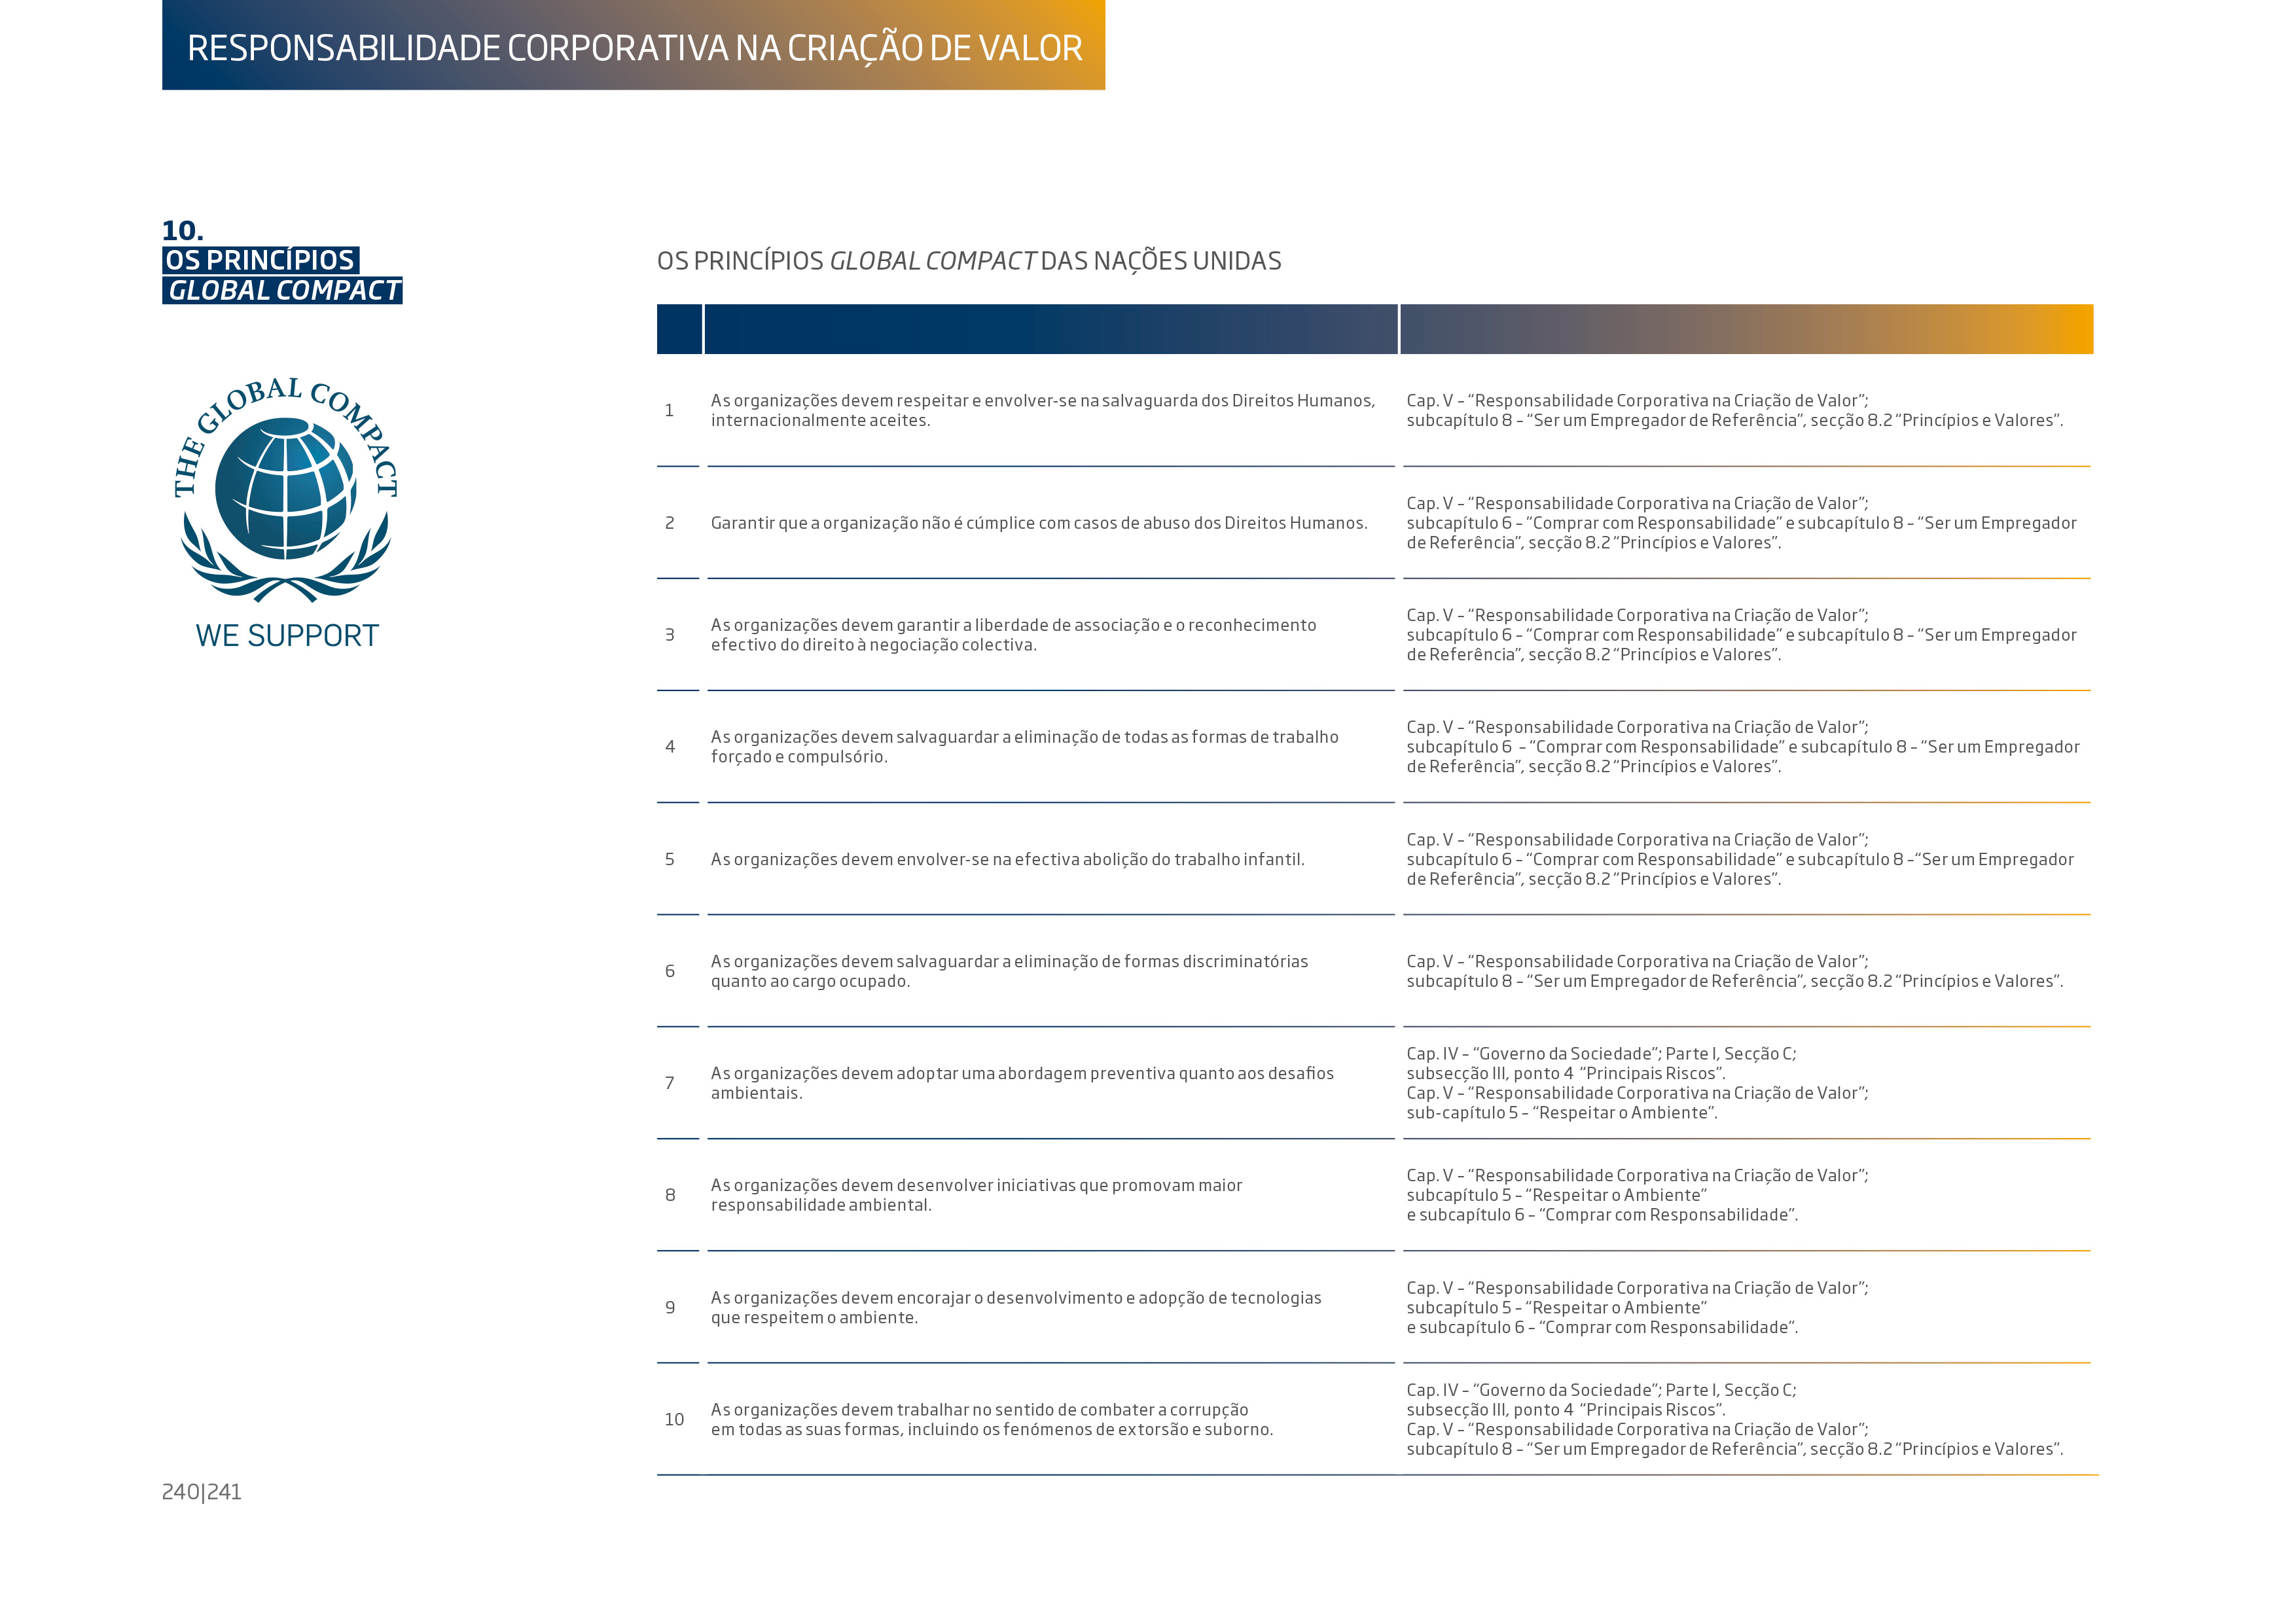 RESPONSABILIDADE CORPORATIVA NA CRIAÇÃO DE VALOR
10.
OS PRINCÍPIOS
GLOBAL COMPACT
THE GLOBAL COMPACT
WE SUPPORT
OS PRINCÍPIOS GLOBAL COMPACT DAS NAÇÕES UNIDAS
1
As organizações devem respeitar e envolver-se na salvaguarda dos Direitos Humanos,
internacionalmente aceites.
Cap. V – “Responsabilidade Corporativa na Criação de Valor”;
subcapítulo 8 – “Ser um Empregador de Referência”, secção 8.2 “Princípios e Valores”.
2
Garantir que a organização não é cúmplice com casos de abuso dos Direitos Humanos.
Cap. V – “Responsabilidade Corporativa na Criação de Valor”;
subcapítulo 6 – “Comprar com Responsabilidade” e subcapítulo 8 – “Ser um Empregador
de Referência”, secção 8.2 “Princípios e Valores”.
3
As organizações devem garantir a liberdade de associação e o reconhecimento
efectivo do direito à negociação colectiva.
Cap. V – “Responsabilidade Corporativa na Criação de Valor”;
subcapítulo 6 – “Comprar com Responsabilidade” e subcapítulo 8 – “Ser um Empregador
de Referência”, secção 8.2 “Princípios e Valores”.
4
As organizações devem salvaguardar a eliminação de todas as formas de trabalho
forçado e compulsório.
Cap. V – “Responsabilidade Corporativa na Criação de Valor”;
subcapítulo 6 – “Comprar com Responsabilidade” e subcapítulo 8 – “Ser um Empregador
de Referência”, secção 8.2 “Princípios e Valores”.
5
As organizações devem envolver-se na efectiva abolição do trabalho infantil.
Cap. V – “Responsabilidade Corporativa na Criação de Valor”;
subcapítulo 6 – “Comprar com Responsabilidade” e subcapítulo 8 –“Ser um Empregador
de Referência”, secção 8.2 “Princípios e Valores”.
6
As organizações devem salvaguardar a eliminação de formas discriminatórias
quanto ao cargo ocupado.
Cap. V – “Responsabilidade Corporativa na Criação de Valor”;
subcapítulo 8 – “Ser um Empregador de Referência”, secção 8.2 “Princípios e Valores”.
7
As organizações devem adoptar uma abordagem preventiva quanto aos desafios
ambientais.
Cap. IV – “Governo da Sociedade”; Parte I, Secção C;
subsecção III, ponto 4 “Principais Riscos”.
Cap. V – “Responsabilidade Corporativa na Criação de Valor”;
sub-capítulo 5 – “Respeitar o Ambiente”.
8
As organizações devem desenvolver iniciativas que promovam maior
responsabilidade ambiental.
Cap. V – “Responsabilidade Corporativa na Criação de Valor”;
subcapítulo 5 – “Respeitar o Ambiente”
e subcapítulo 6 – “Comprar com Responsabilidade”.
9
As organizações devem encorajar o desenvolvimento e adopção de tecnologias
que respeitem o ambiente.
Cap. V – “Responsabilidade Corporativa na Criação de Valor”;
subcapítulo 5 – “Respeitar o Ambiente”
e subcapítulo 6 – “Comprar com Responsabilidade”.
10
As organizações devem trabalhar no sentido de combater a corrupção
em todas as suas formas, incluindo os fenómenos de extorsão e suborno.
Cap. IV – “Governo da Sociedade”; Parte I, Secção C;
subsecção III, ponto 4 “Principais Riscos”.
Cap. V – “Responsabilidade Corporativa na Criação de Valor”;
subcapítulo 8 – “Ser um Empregador de Referência”, secção 8.2 “Princípios e Valores”.
240|241